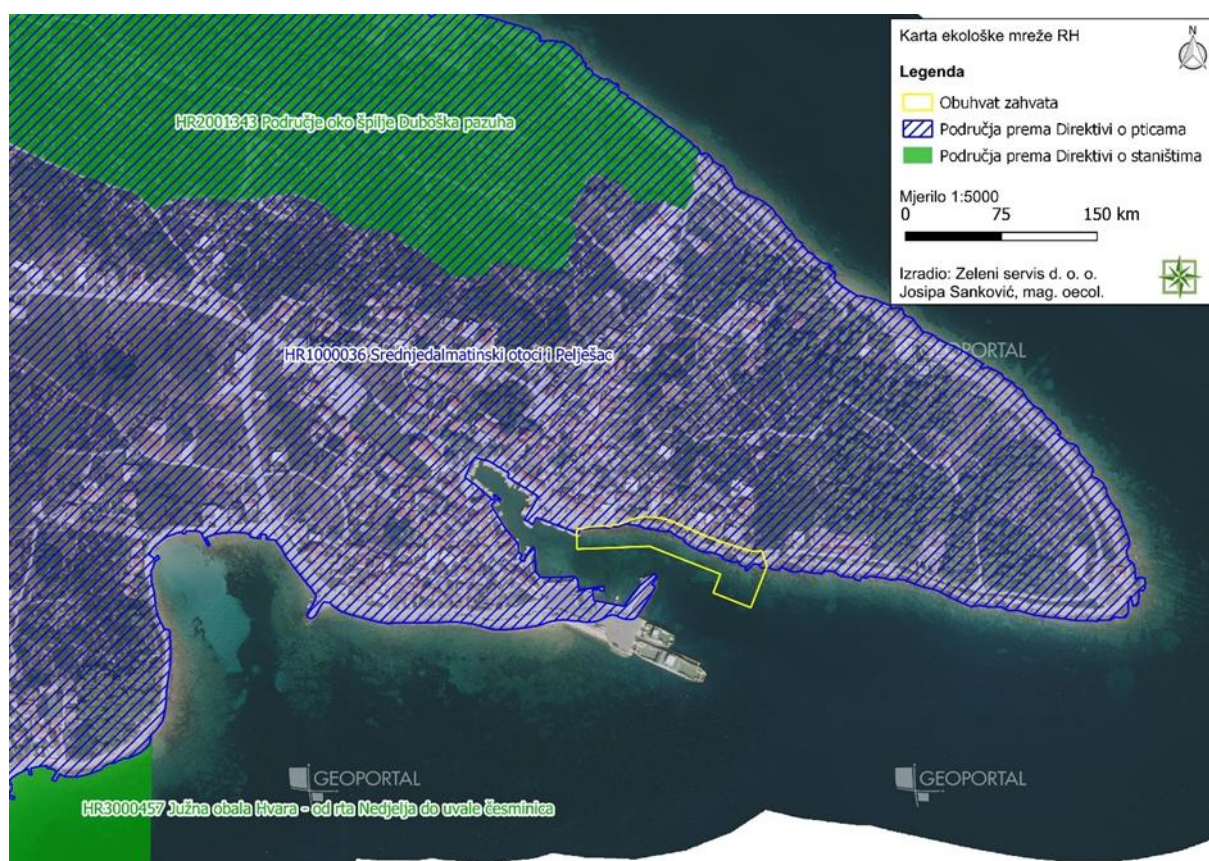 Karta ekološke mreže RH
N
Legenda
Obuhvat zahvata
Područja prema Direktivi o pticama
Područja prema Direktivi o staništima
Mjerilo 1:5000
0 75 150 km
Izradio: Zeleni servis d. o. o.
Josipa Sanković, mag. oecol.
HR2001343 Područje oko špilje Duboška pazuha
HR1000036 Srednjedalmatinski otoci i Pelješac
GEOPORTAL
GEOPORTAL
GEOPORTAL
HR3000457 Južna obala Hvara - od rta Nedjelja do uvale česminica